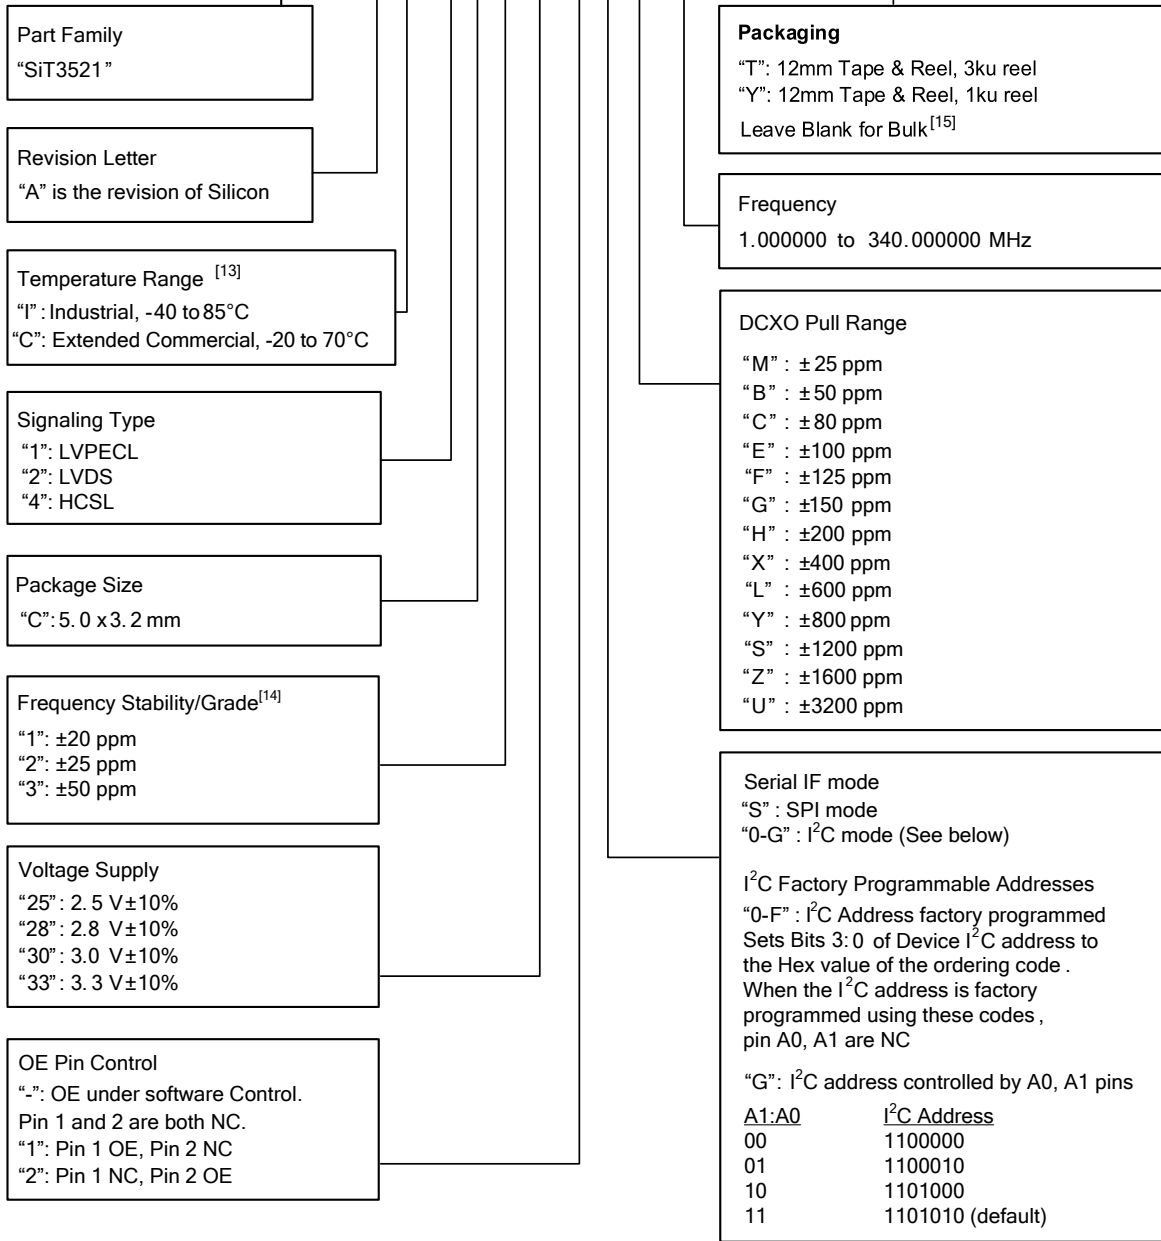 Part Family
“SiT3521”
Revision Letter
“A” is the revision of Silicon
Temperature Range [13]
“I” : Industrial, -40 to 85°C
“C”: Extended Commercial, -20 to 70°C
Signaling Type
“1”: LVPECL
“2”: LVDS
“4”: HCSL
Package Size
“C”: 5.0 x 3.2 mm
Frequency Stability/Grade[14]
“1”: ±20 ppm
“2”: ±25 ppm
“3”: ±50 ppm
Voltage Supply
“25”: 2.5 V±10%
“28”: 2.8 V±10%
“30”: 3.0 V±10%
“33”: 3.3 V±10%
OE Pin Control
“-”: OE under software Control.
Pin 1 and 2 are both NC.
“1”: Pin 1 OE, Pin 2 NC
“2”: Pin 1 NC, Pin 2 OE
Packaging
“T”: 12mm Tape & Reel, 3ku reel
“Y”: 12mm Tape & Reel, 1ku reel
Leave Blank for Bulk[15]
Frequency
1.000000 to 340.000000 MHz
DCXO Pull Range
“M” : ± 25 ppm
“B” : ± 50 ppm
“C” : ± 80 ppm
“E” : ±100 ppm
“F” : ±125 ppm
“G” : ±150 ppm
“H” : ±200 ppm
“X” : ±400 ppm
“L” : ±600 ppm
“Y” : ±800 ppm
“S” : ±1200 ppm
“Z” : ±1600 ppm
“U” : ±3200 ppm
Serial IF mode
“S” : SPI mode
“0-G” : I²C mode (See below)
I²C Factory Programmable Addresses
“0-F” : I²C Address factory programmed
Sets Bits 3:0 of Device I²C address to
the Hex value of the ordering code .
When the I²C address is factory
programmed using these codes ,
pin A0, A1 are NC
“G”: I²C address controlled by A0, A1 pins
A1:A0 I²C Address
00 1100000
01 1100010
10 1101000
11 1101010 (default)